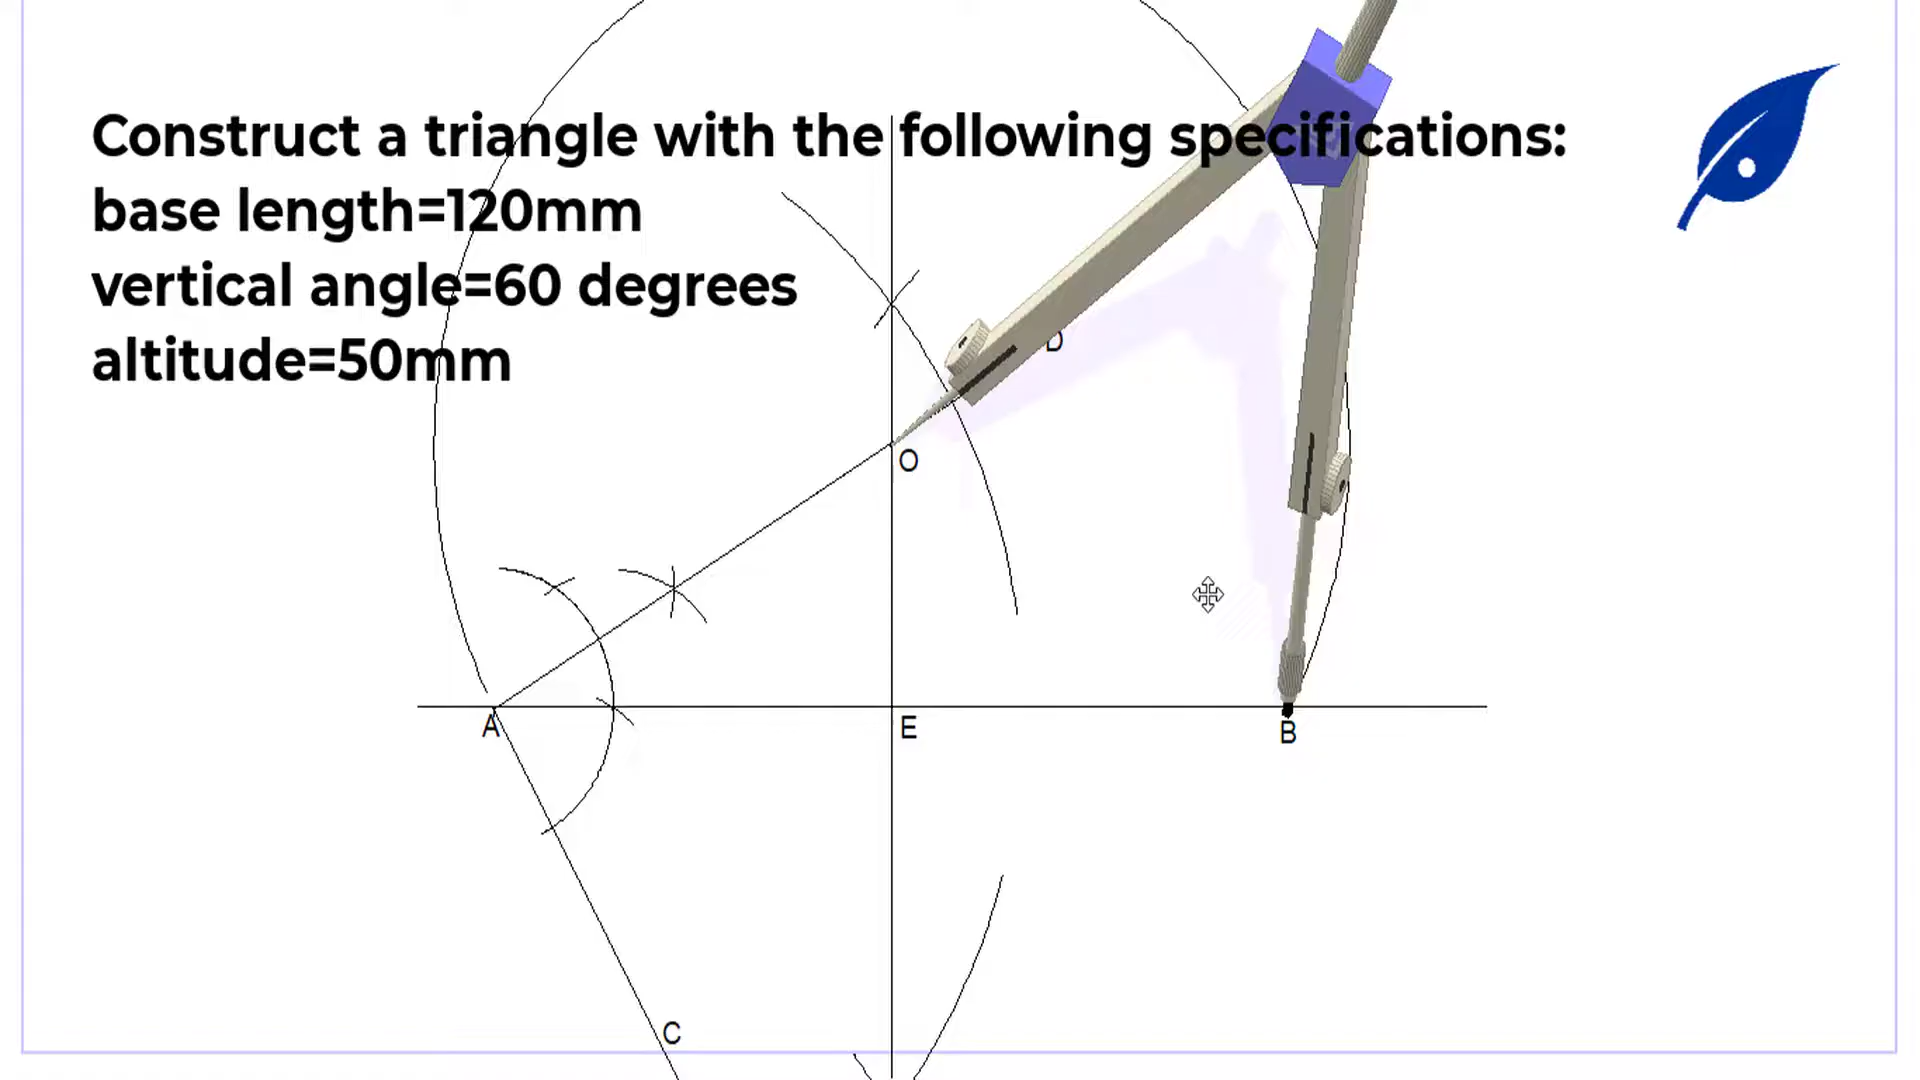 Construct a triangle with the following specifications:
base length=120mm
vertical angle=60 degrees
altitude=50mm
D
O
A
E
B
C